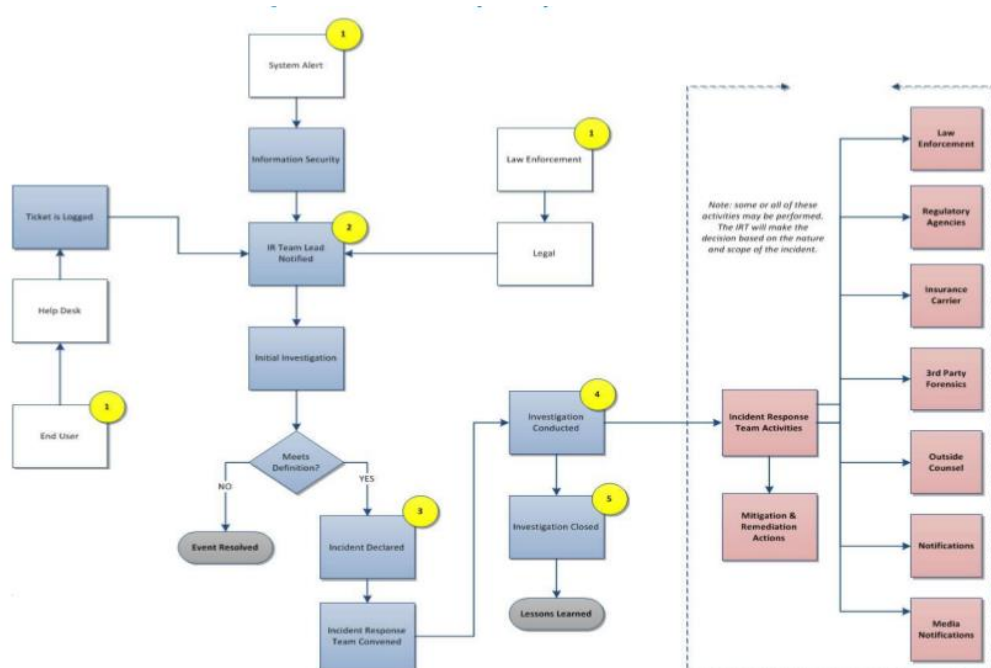 1
System Alert
Information Security
1
Law Enforcement
Ticket is Logged
2
IR Team Lead
Notified
Legal
Help Desk
Initial Investigation
1
End User
Meets
Definition?
NO
YES
Event Resolved
3
Incident Declared
Incident Response
Team Convened
4
Investigation
Conducted
5
Investigation Closed
Lessons Learned
Note: some or all of these
activities may be performed.
The IRT will make the
decision based on the nature
and scope of the incident.
Incident Response
Team Activities
Mitigation &
Remediation
Actions
Law
Enforcement
Regulatory
Agencies
Insurance
Carrier
3rd Party
Forensics
Outside
Counsel
Notifications
Media
Notifications